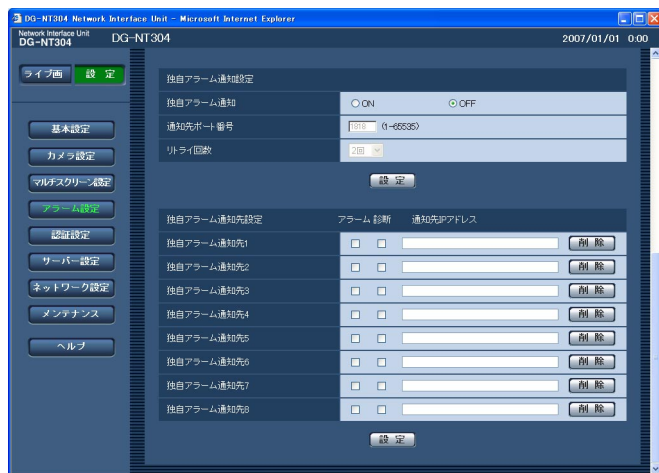 DG-NT304 Network Interface Unit - Microsoft Internet Explorer
Network Interface Unit
DG-NT304 DG-NT304 2007/01/01 0:00
ライブ画 設 定
独自アラーム通知設定
独自アラーム通知 ON OFF
基本設定 通知先ポート番号 1818 (1-65535)
カメラ設定 リトライ回数 2回
マルチスクリーン設定 設 定
アラーム設定 独自アラーム通知先設定 アラーム 診断 通知先IPアドレス
認証設定 独自アラーム通知先1 削 除
サーバー設定 独自アラーム通知先2 削 除
ネットワーク設定 独自アラーム通知先3 削 除
メンテナンス 独自アラーム通知先4 削 除
ヘルプ 独自アラーム通知先5 削 除
独自アラーム通知先6 削 除
独自アラーム通知先7 削 除
独自アラーム通知先8 削 除
設 定